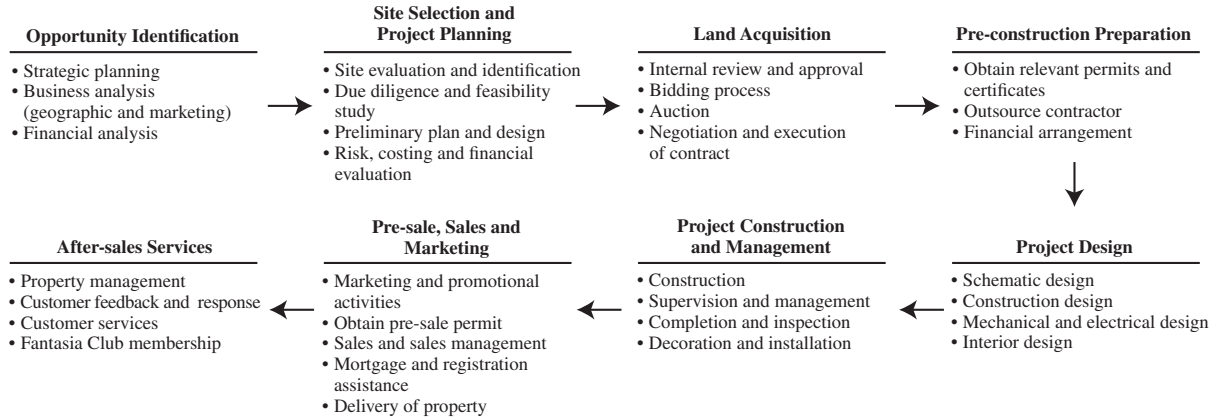 Opportunity Identification
• Strategic planning
• Business analysis
(geographic and marketing)
• Financial analysis
Site Selection and
Project Planning
• Site evaluation and identification
• Due diligence and feasibility
study
• Preliminary plan and design
• Risk, costing and financial
evaluation
Land Acquisition
• Internal review and approval
• Bidding process
• Auction
• Negotiation and execution
of contract
Pre-construction Preparation
• Obtain relevant permits and
certificates
• Outsource contractor
• Financial arrangement
Project Design
• Schematic design
• Construction design
• Mechanical and electrical design
• Interior design
Project Construction
and Management
• Construction
• Supervision and management
• Completion and inspection
• Decoration and installation
Pre-sale, Sales and
Marketing
• Marketing and promotional
activities
• Obtain pre-sale permit
• Sales and sales management
• Mortgage and registration
assistance
• Delivery of property
After-sales Services
• Property management
• Customer feedback and response
• Customer services
• Fantasia Club membership